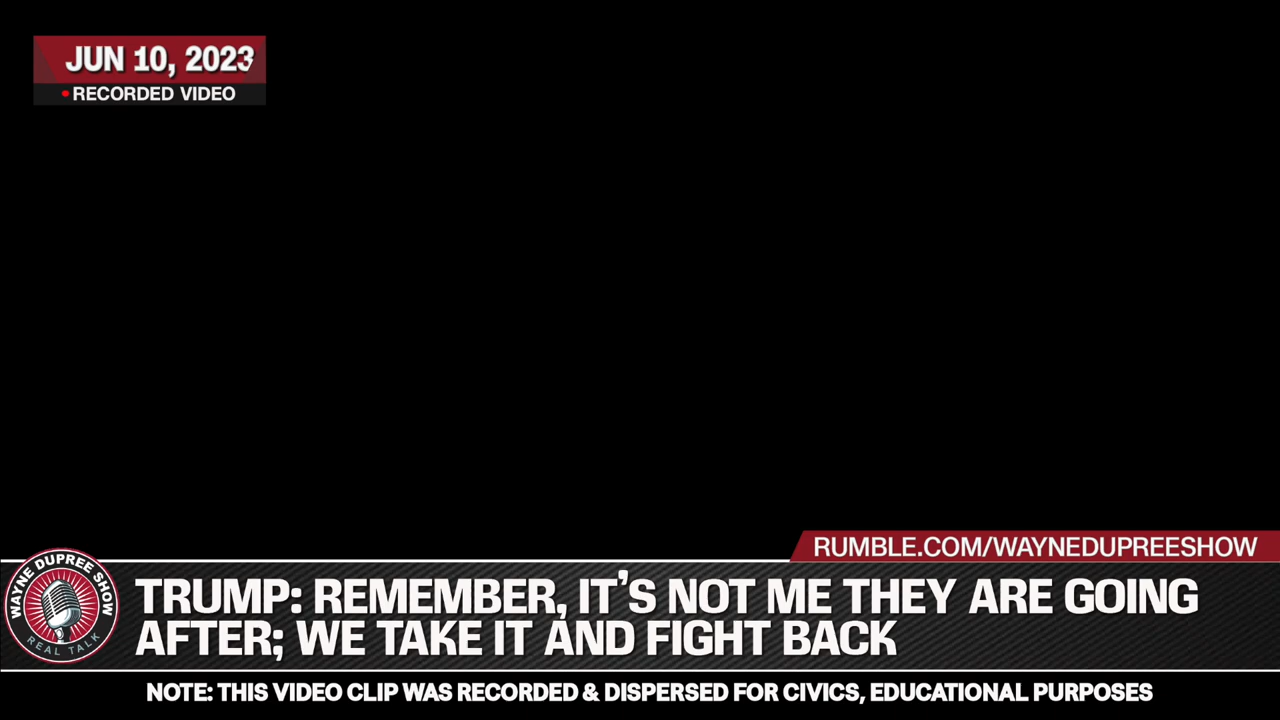 JUN 10, 2023
RECORDED VIDEO
RUMBLE.COM/WAYNEDUPREESHOW
WAYNE DUPREE SHOW
REAL TALK
TRUMP: REMEMBER, IT'S NOT ME THEY ARE GOING
AFTER; WE TAKE IT AND FIGHT BACK
NOTE: THIS VIDEO CLIP WAS RECORDED & DISPERSED FOR CIVICS, EDUCATIONAL PURPOSES